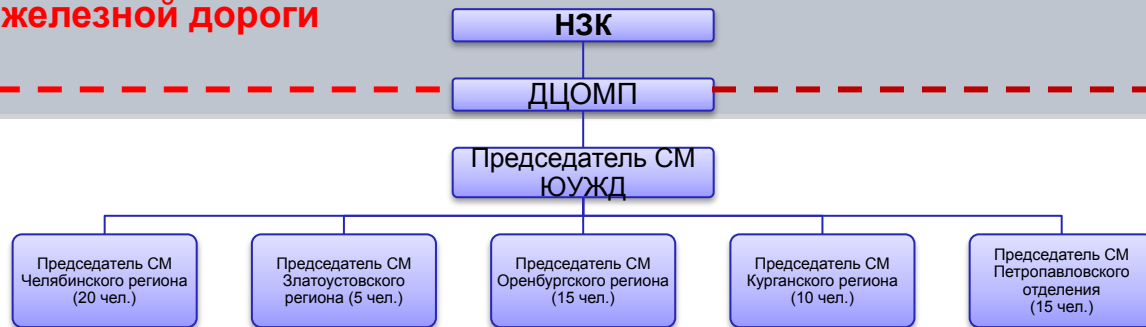 железной дороги
НЗК
ДЦОМП
Председатель СМ
ЮУЖД
Председатель СМ
Челябинского региона
(20 чел.)
Председатель СМ
Златоустовского
региона (5 чел.)
Председатель СМ
Оренбургского региона
(15 чел.)
Председатель СМ
Курганского региона
(10 чел.)
Председатель СМ
Петропавловского
отделения
(15 чел.)